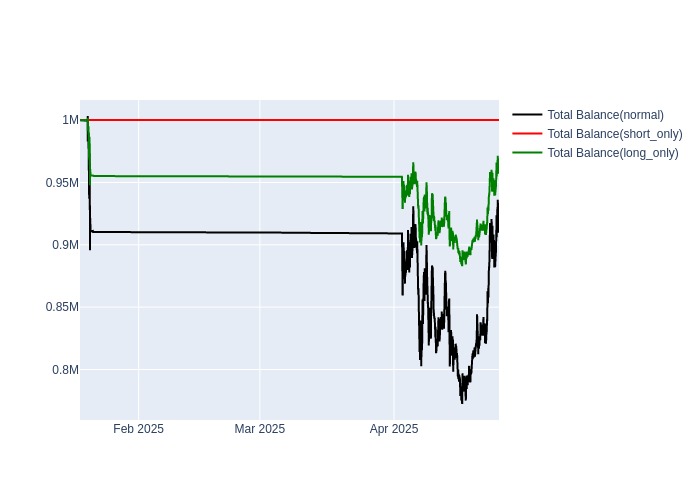 1M
0.95M
0.9M
0.85M
0.8M
Feb 2025
Mar 2025
Apr 2025
Total Balance(normal)
Total Balance(short_only)
Total Balance(long_only)